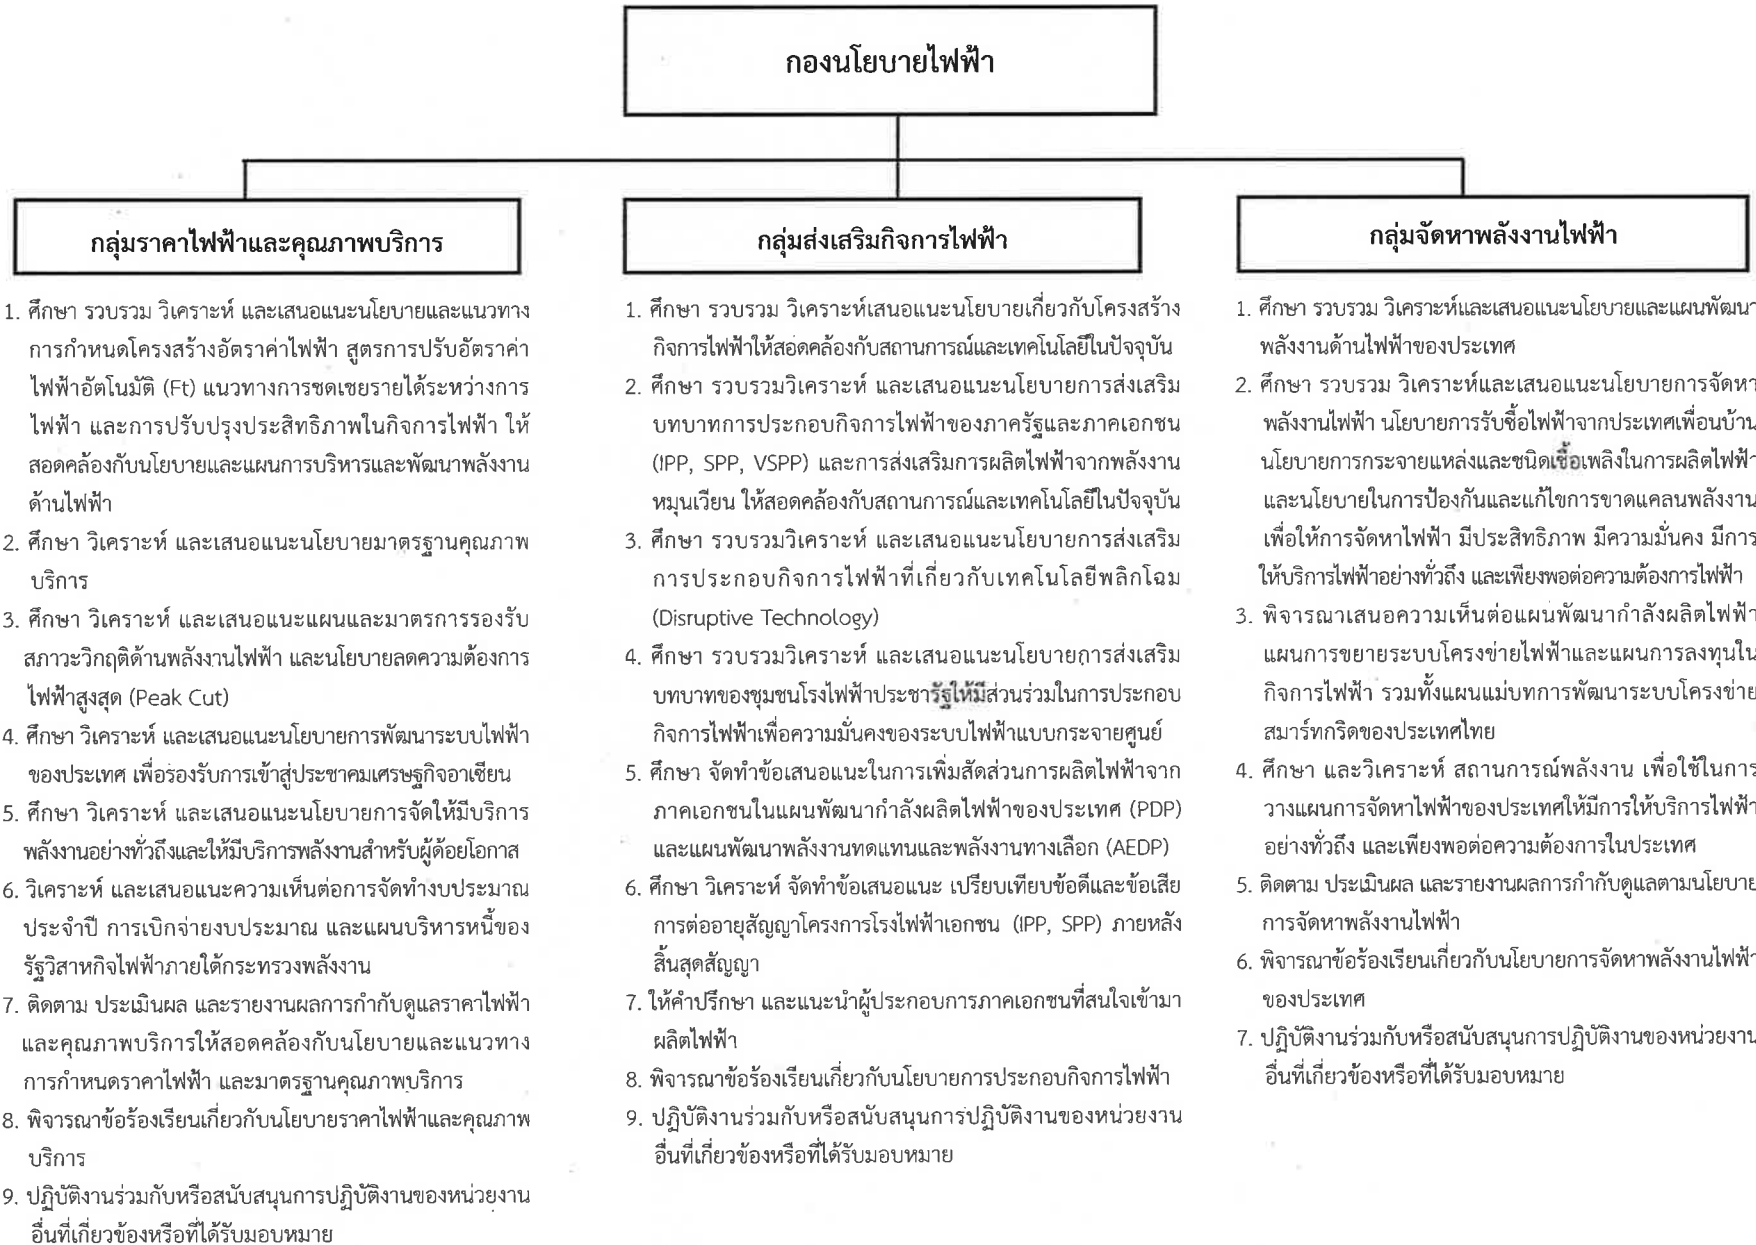 กองนโยบายไฟฟ้า
กลุ่มราคาไฟฟ้าและคุณภาพบริการ
1. ศึกษา รวบรวม วิเคราะห์ และเสนอแนะนโยบายและแนวทาง
การกำหนดโครงสร้างอัตราค่าไฟฟ้า สูตรการปรับอัตราค่า
ไฟฟ้าอัตโนมัติ (Ft) แนวทางการชดเชยรายได้ระหว่างการ
ไฟฟ้า และการปรับปรุงประสิทธิภาพในกิจการไฟฟ้า ให้
สอดคล้องกับนโยบายและแผนการบริหารและพัฒนาพลังงาน
ด้านไฟฟ้า
2. ศึกษา วิเคราะห์ และเสนอแนะนโยบายมาตรฐานคุณภาพ
บริการ
3. ศึกษา วิเคราะห์ และเสนอแนะแผนและมาตรการรองรับ
สภาวะวิกฤติด้านพลังงานไฟฟ้า และนโยบายลดความต้องการ
ไฟฟ้าสูงสุด (Peak Cut)
4. ศึกษา วิเคราะห์ และเสนอแนะนโยบายการพัฒนาระบบไฟฟ้า
ของประเทศ เพื่อรองรับการเข้าสู่ประชาคมเศรษฐกิจอาเซียน
5. ศึกษา วิเคราะห์ และเสนอแนะนโยบายการจัดให้มีบริการ
พลังงานอย่างทั่วถึงและให้มีบริการพลังงานสำหรับผู้ด้อยโอกาส
6. วิเคราะห์ และเสนอแนะความเห็นต่อการจัดทำงบประมาณ
ประจำปี การเบิกจ่ายงบประมาณ และแผนบริหารหนี้ของ
รัฐวิสาหกิจไฟฟ้าภายใต้กระทรวงพลังงาน
7. ติดตาม ประเมินผล และรายงานผลการกำกับดูแลราคาไฟฟ้า
และคุณภาพบริการให้สอดคล้องกับนโยบายและแนวทาง
การกำหนดราคาไฟฟ้า และมาตรฐานคุณภาพบริการ
8. พิจารณาข้อร้องเรียนเกี่ยวกับนโยบายราคาไฟฟ้าและคุณภาพ
บริการ
9. ปฏิบัติงานร่วมกับหรือสนับสนุนการปฏิบัติงานของหน่วยงาน
อื่นที่เกี่ยวข้องหรือที่ได้รับมอบหมาย
กลุ่มส่งเสริมกิจการไฟฟ้า
1. ศึกษา รวบรวม วิเคราะห์เสนอแนะนโยบายเกี่ยวกับโครงสร้าง
กิจการไฟฟ้าให้สอดคล้องกับสถานการณ์และเทคโนโลยีในปัจจุบัน
2. ศึกษา รวบรวมวิเคราะห์ และเสนอแนะนโยบายการส่งเสริม
บทบาทการประกอบกิจการไฟฟ้าของภาครัฐและภาคเอกชน
(IPP, SPP, VSPP) และการส่งเสริมการผลิตไฟฟ้าจากพลังงาน
หมุนเวียน ให้สอดคล้องกับสถานการณ์และเทคโนโลยีในปัจจุบัน
3. ศึกษา รวบรวมวิเคราะห์ และเสนอแนะนโยบายการส่งเสริม
การประกอบกิจการไฟฟ้าที่เกี่ยวกับเทคโนโลยีพลิกโฉม
(Disruptive Technology)
4. ศึกษา รวบรวมวิเคราะห์ และเสนอแนะนโยบายการส่งเสริม
บทบาทของชุมชนโรงไฟฟ้าประชารัฐให้มีส่วนร่วมในการประกอบ
กิจการไฟฟ้าเพื่อความมั่นคงของระบบไฟฟ้าแบบกระจายศูนย์
5. ศึกษา จัดทำข้อเสนอแนะในการเพิ่มสัดส่วนการผลิตไฟฟ้าจาก
ภาคเอกชนในแผนพัฒนากำลังผลิตไฟฟ้าของประเทศ (PDP)
และแผนพัฒนาพลังงานทดแทนและพลังงานทางเลือก (AEDP)
6. ศึกษา วิเคราะห์ จัดทำข้อเสนอแนะ เปรียบเทียบข้อดีและข้อเสีย
การต่ออายุสัญญาโครงการโรงไฟฟ้าเอกชน (IPP, SPP) ภายหลัง
สิ้นสุดสัญญา
7. ให้คำปรึกษา และแนะนำผู้ประกอบการภาคเอกชนที่สนใจเข้ามา
ผลิตไฟฟ้า
8. พิจารณาข้อร้องเรียนเกี่ยวกับนโยบายการประกอบกิจการไฟฟ้า
9. ปฏิบัติงานร่วมกับหรือสนับสนุนการปฏิบัติงานของหน่วยงาน
อื่นที่เกี่ยวข้องหรือที่ได้รับมอบหมาย
กลุ่มจัดหาพลังงานไฟฟ้า
1. ศึกษา รวบรวม วิเคราะห์และเสนอแนะนโยบายและแผนพัฒนา
พลังงานด้านไฟฟ้าของประเทศ
2. ศึกษา รวบรวม วิเคราะห์และเสนอแนะนโยบายการจัดหา
พลังงานไฟฟ้า นโยบายการรับซื้อไฟฟ้าจากประเทศเพื่อนบ้าน
นโยบายการกระจายแหล่งและชนิดเชื้อเพลิงในการผลิตไฟฟ้า
และนโยบายในการป้องกันและแก้ไขการขาดแคลนพลังงาน
เพื่อให้การจัดหาไฟฟ้า มีประสิทธิภาพ มีความมั่นคง มีการ
ให้บริการไฟฟ้าอย่างทั่วถึง และเพียงพอต่อความต้องการไฟฟ้า
3. พิจารณาเสนอความเห็นต่อแผนพัฒนากำลังผลิตไฟฟ้า
แผนการขยายระบบโครงข่ายไฟฟ้าและแผนการลงทุนใน
กิจการไฟฟ้า รวมทั้งแผนแม่บทการพัฒนาระบบโครงข่าย
สมาร์ทกริดของประเทศไทย
4. ศึกษา และวิเคราะห์ สถานการณ์พลังงาน เพื่อใช้ในการ
วางแผนการจัดหาไฟฟ้าของประเทศให้มีการให้บริการไฟฟ้า
อย่างทั่วถึง และเพียงพอต่อความต้องการในประเทศ
5. ติดตาม ประเมินผล และรายงานผลการกำกับดูแลตามนโยบาย
การจัดหาพลังงานไฟฟ้า
6. พิจารณาข้อร้องเรียนเกี่ยวกับนโยบายการจัดหาพลังงานไฟฟ้า
ของประเทศ
7. ปฏิบัติงานร่วมกับหรือสนับสนุนการปฏิบัติงานของหน่วยงาน
อื่นที่เกี่ยวข้องหรือที่ได้รับมอบหมาย